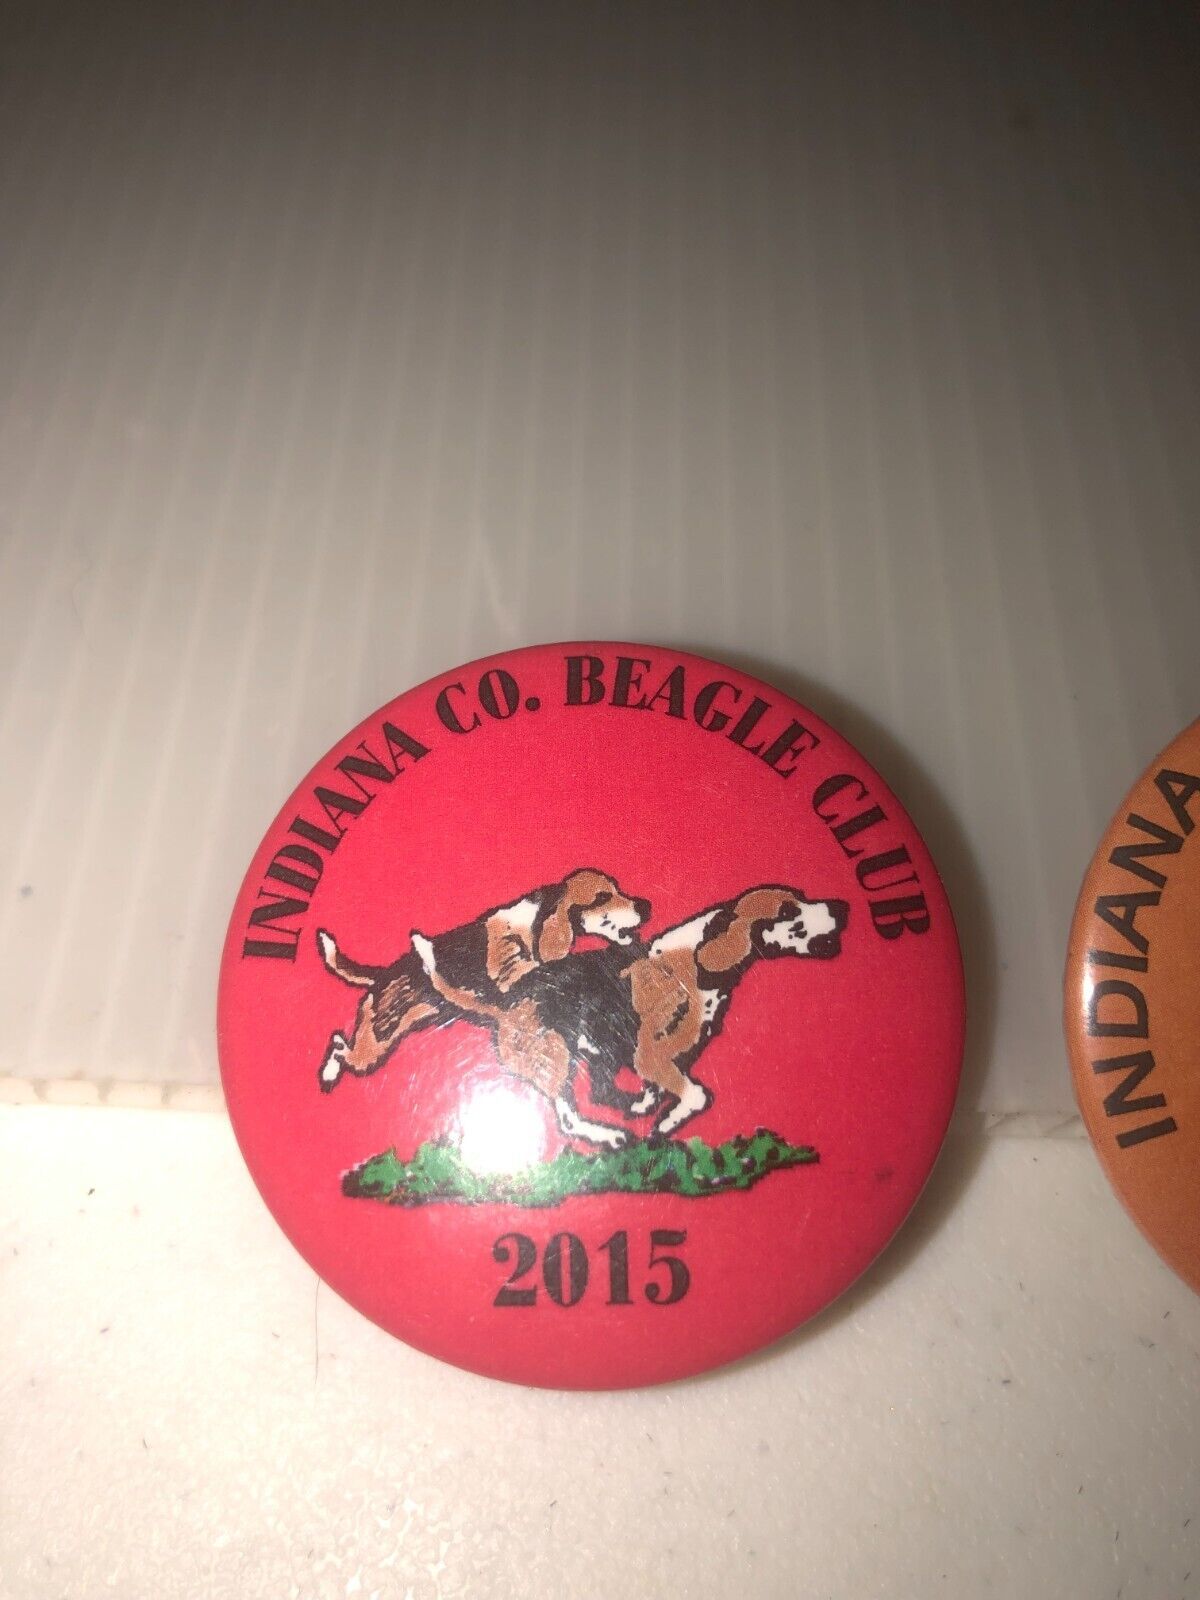 INDIANA CO. BEAGLE CLUB
2015
INDIANA